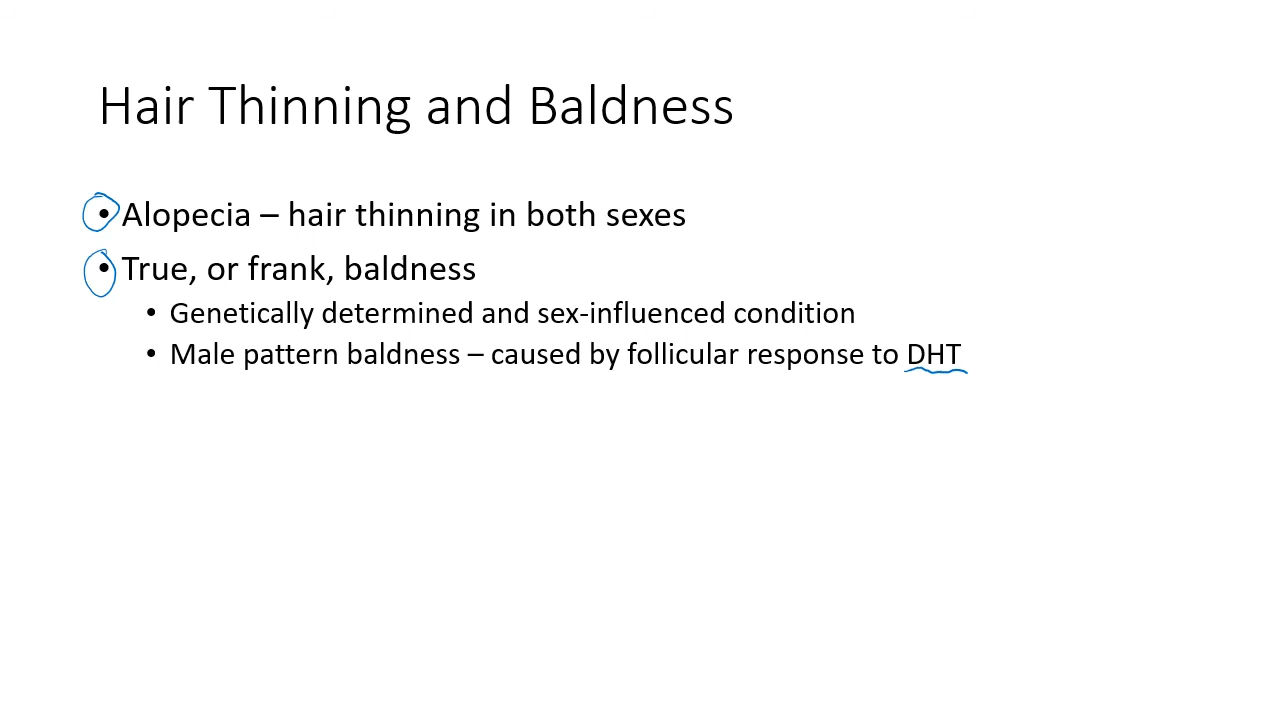 Hair Thinning and Baldness
• Alopecia – hair thinning in both sexes
• True, or frank, baldness
• Genetically determined and sex-influenced condition
• Male pattern baldness – caused by follicular response to DHT